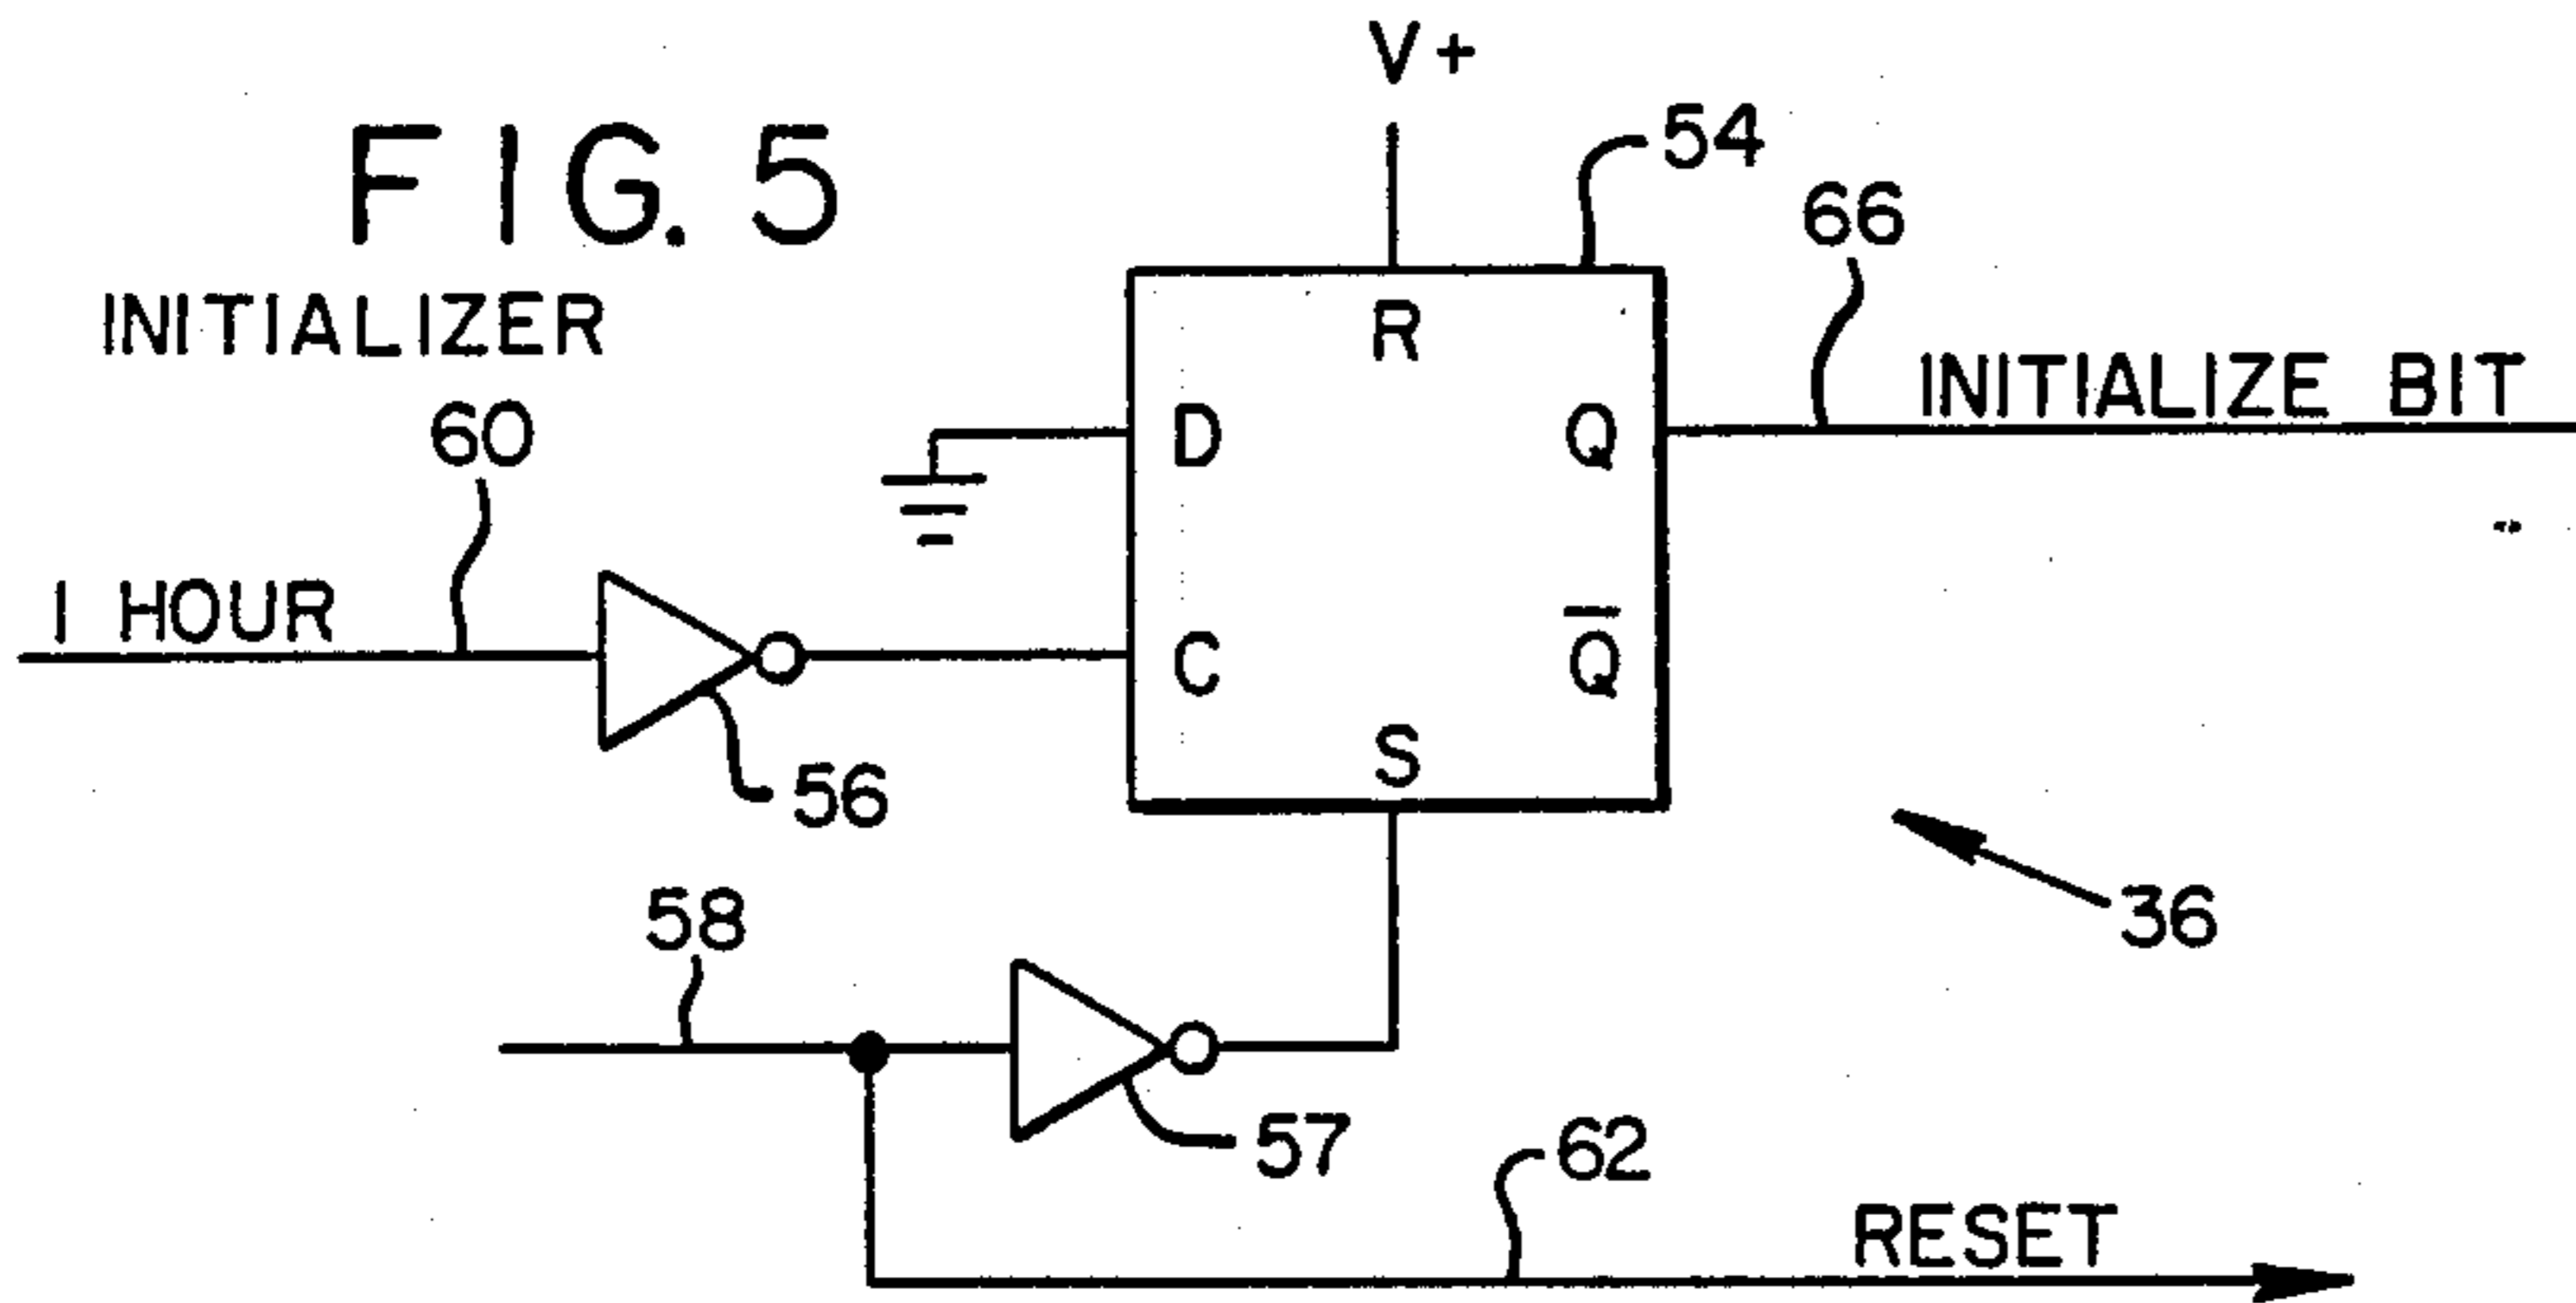 V+
FIG. 5
54
66
INITIALIZER
R
INITIALIZE BIT
60
D
Q
1 HOUR
C
Q̅
S
56
58
36
57
62
RESET